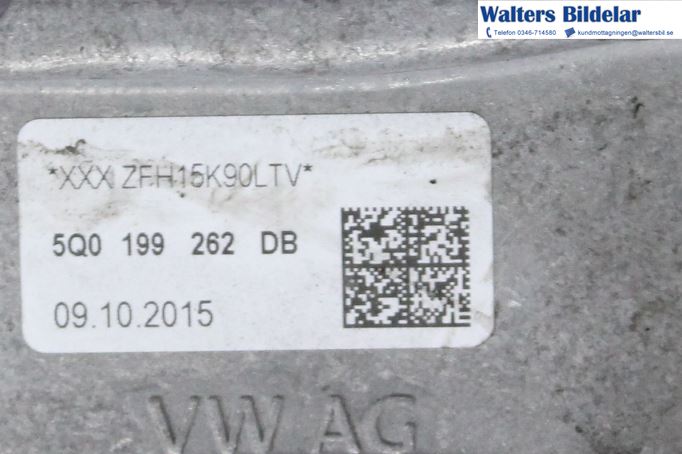 Walters Bildelar
Telefon 0346-714580 kundmottagningen@waltersbil.se
*XXX ZFH15K90LTV*
5Q0 199 262 DB
09.10.2015
VW AG